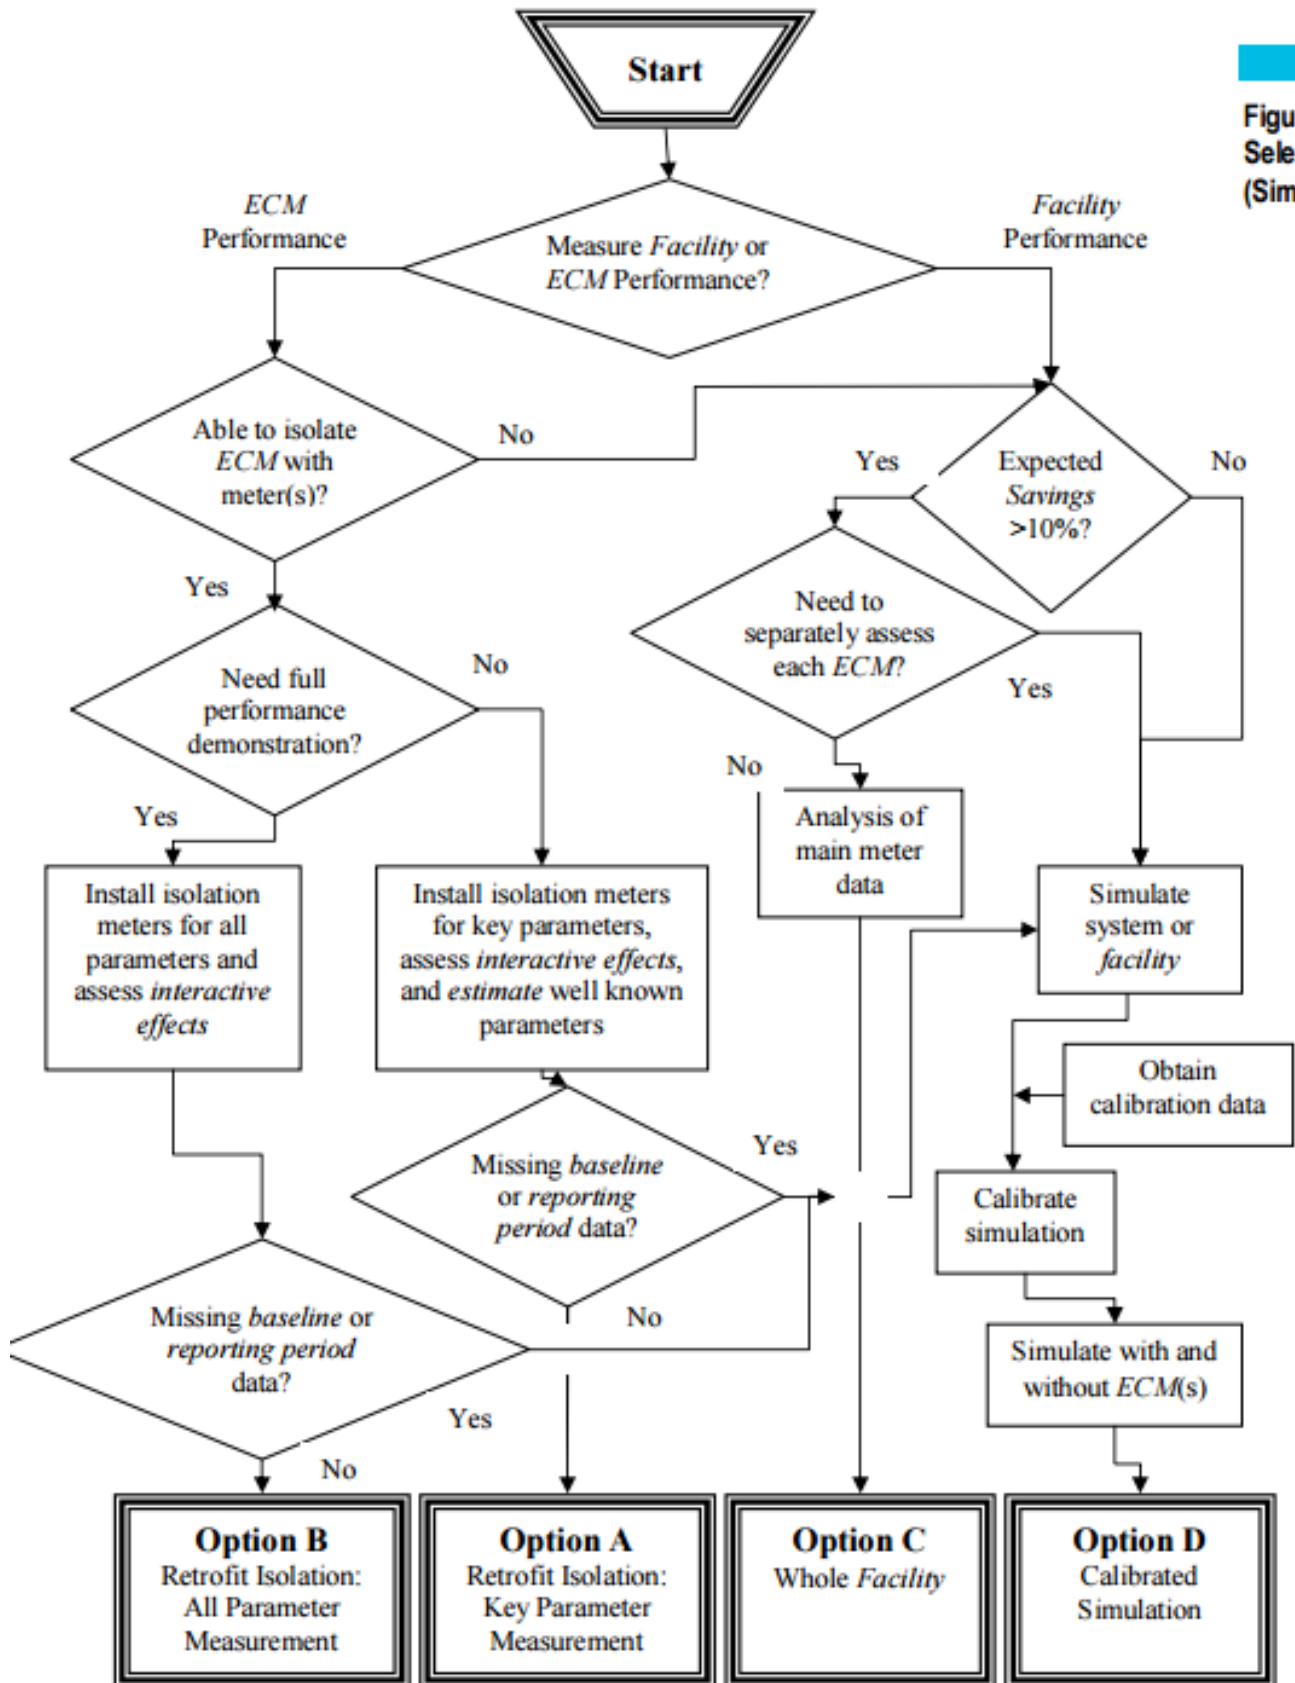 Start
Figu
Sele
(Sim
ECM
Performance
Facility
Performance
Measure Facility or
ECM Performance?
Able to isolate
ECM with
meter(s)?
No
Yes
Expected
Savings
>10%?
No
Yes
Need to
separately assess
each ECM?
Yes
No
Need full
performance
demonstration?
No
Yes
Analysis of
main meter
data
Install isolation
meters for all
parameters and
assess interactive
effects
Install isolation meters
for key parameters,
assess interactive effects,
and estimate well known
parameters
Simulate
system or
facility
Obtain
calibration data
Missing baseline
or reporting
period data?
Yes
No
Calibrate
simulation
Missing baseline or
reporting period
data?
Yes
No
Simulate with and
without ECM(s)
Option B
Retrofit Isolation:
All Parameter
Measurement
Option A
Retrofit Isolation:
Key Parameter
Measurement
Option C
Whole Facility
Option D
Calibrated
Simulation